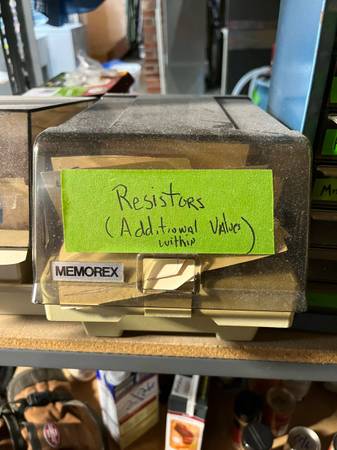 Resistors
(Additional Values
within)
MEMOREX